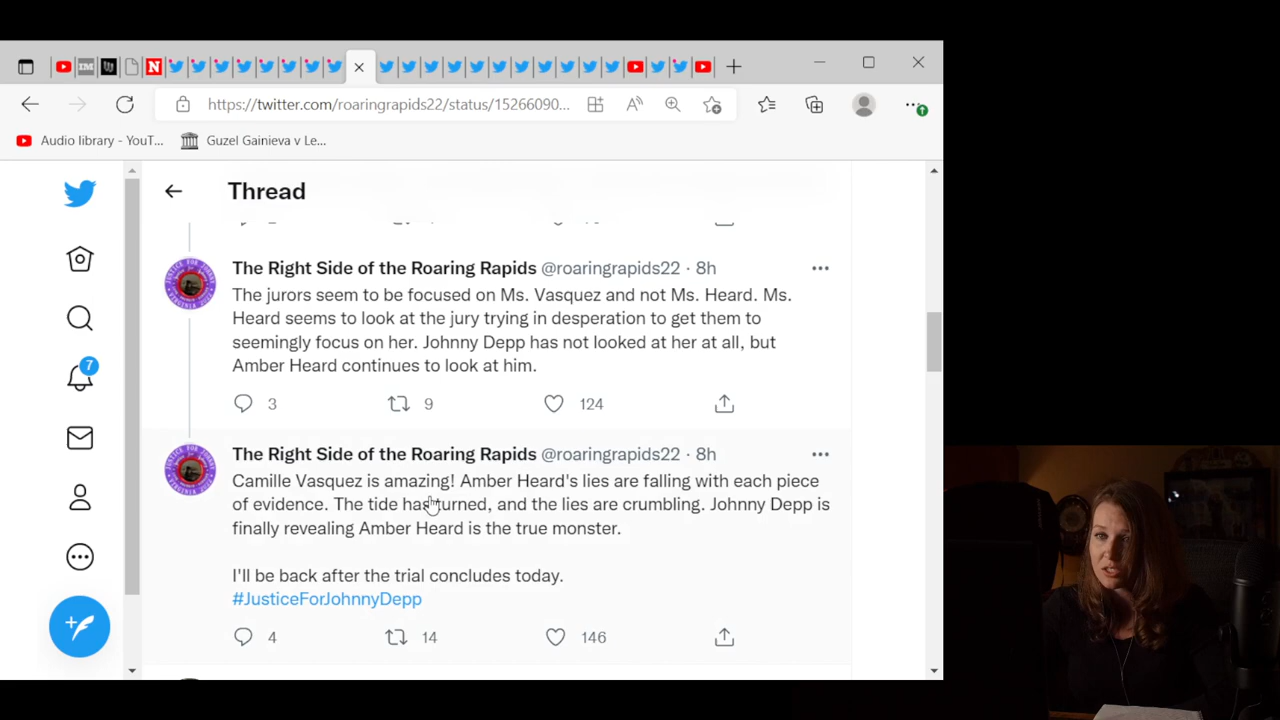 https://twitter.com/roaringrapids22/status/15266090...
Audio library - YouT...
Guzel Gainieva v Le...
Thread
The Right Side of the Roaring Rapids @roaringrapids22 · 8h
The jurors seem to be focused on Ms. Vasquez and not Ms. Heard. Ms.
Heard seems to look at the jury trying in desperation to get them to
seemingly focus on her. Johnny Depp has not looked at her at all, but
Amber Heard continues to look at him.
3 9 124
7
The Right Side of the Roaring Rapids @roaringrapids22 · 8h
Camille Vasquez is amazing! Amber Heard's lies are falling with each piece
of evidence. The tide has turned, and the lies are crumbling. Johnny Depp is
finally revealing Amber Heard is the true monster.
I'll be back after the trial concludes today.
#JusticeForJohnnyDepp
4 14 146